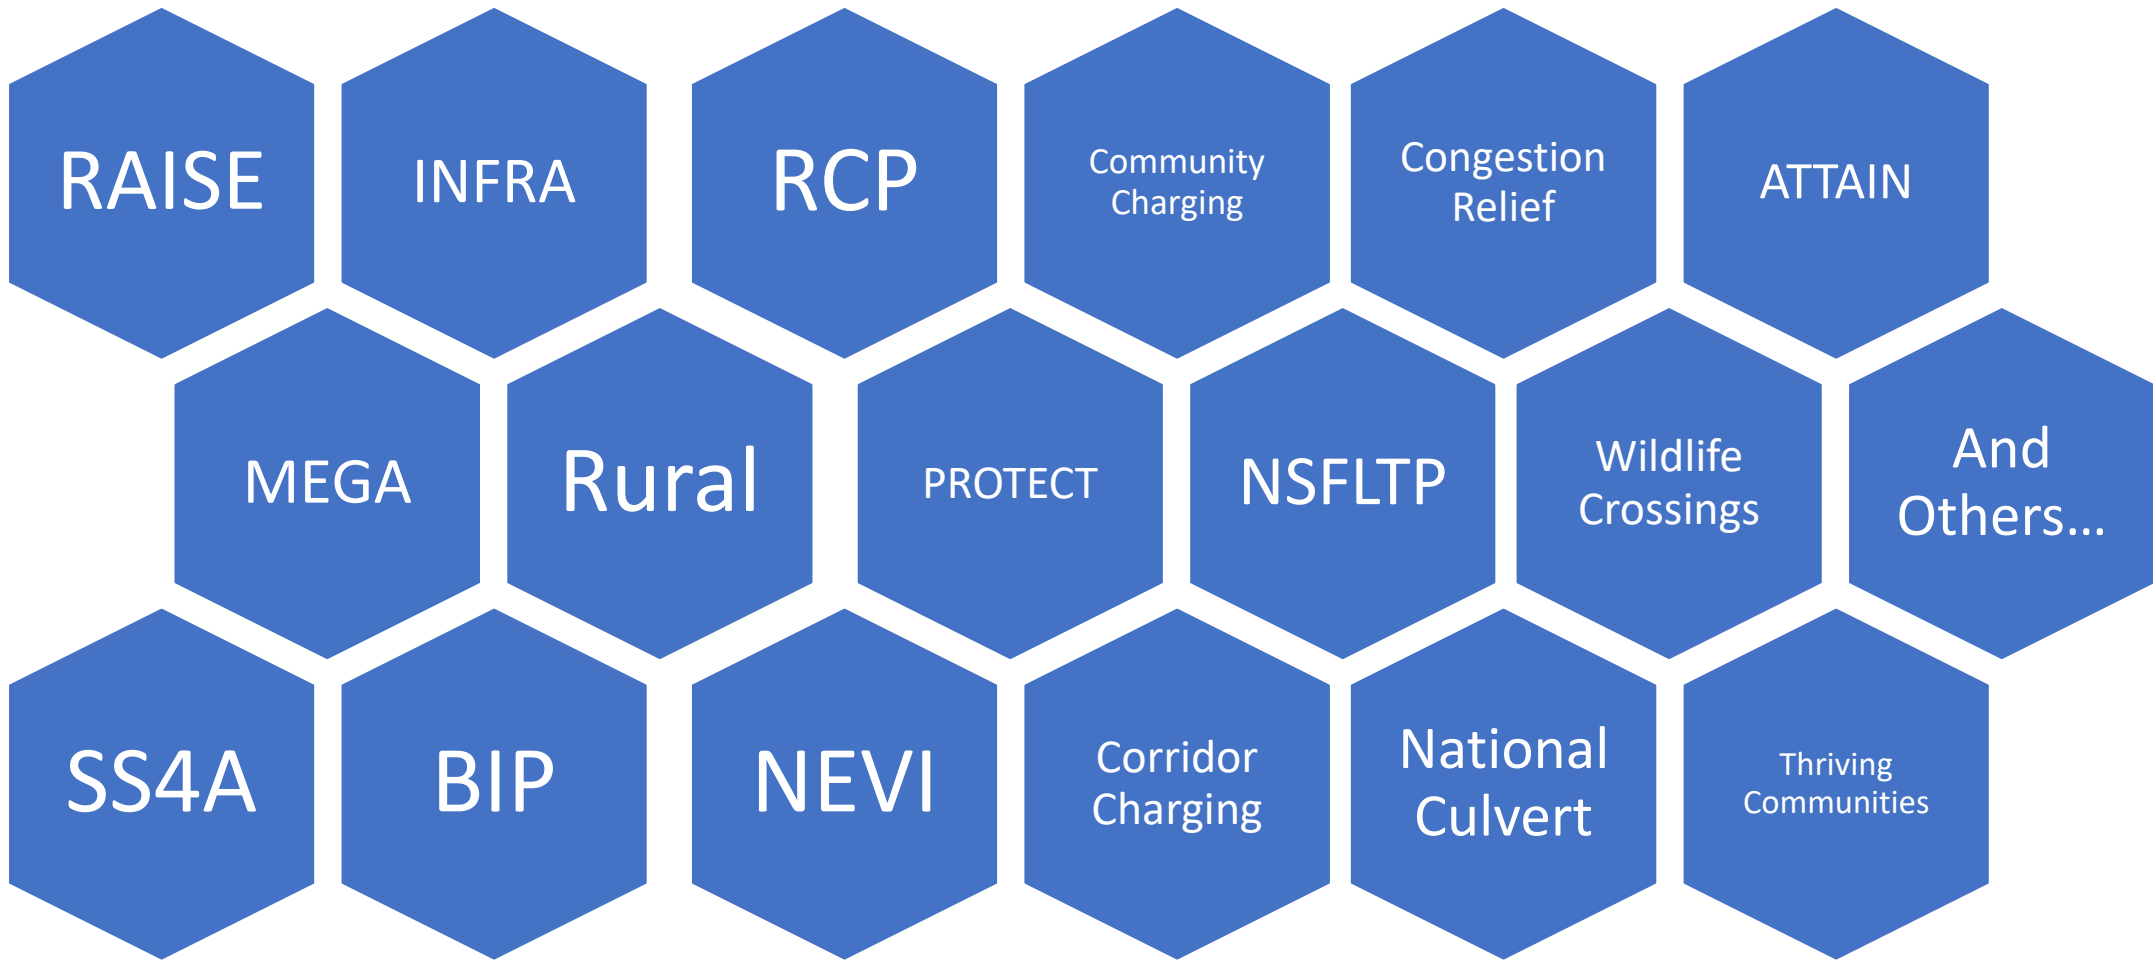 RAISE
INFRA
RCP
Community
Charging
Congestion
Relief
ATTAIN
MEGA
Rural
PROTECT
NSFLTP
Wildlife
Crossings
And
Others...
SS4A
BIP
NEVI
Corridor
Charging
National
Culvert
Thriving
Communities